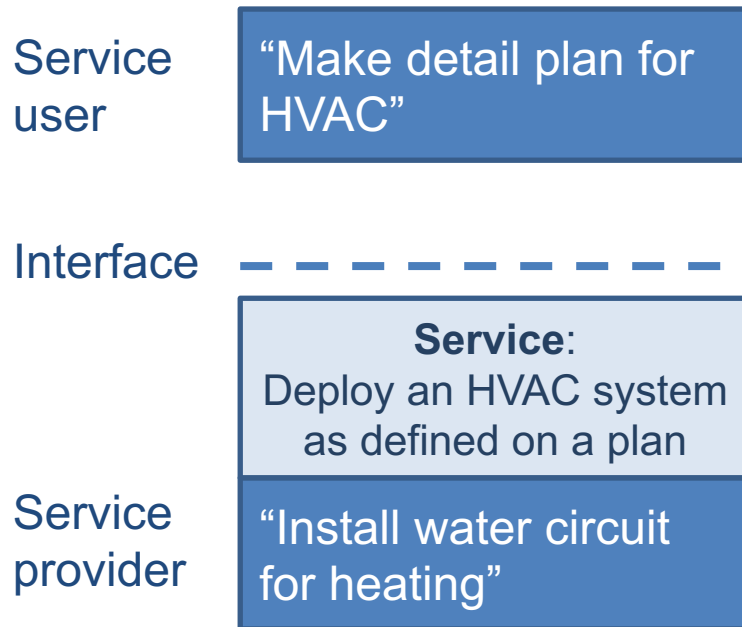 Service
user
“Make detail plan for
HVAC”
Interface
Service:
Deploy an HVAC system
as defined on a plan
Service
provider
“Install water circuit
for heating”